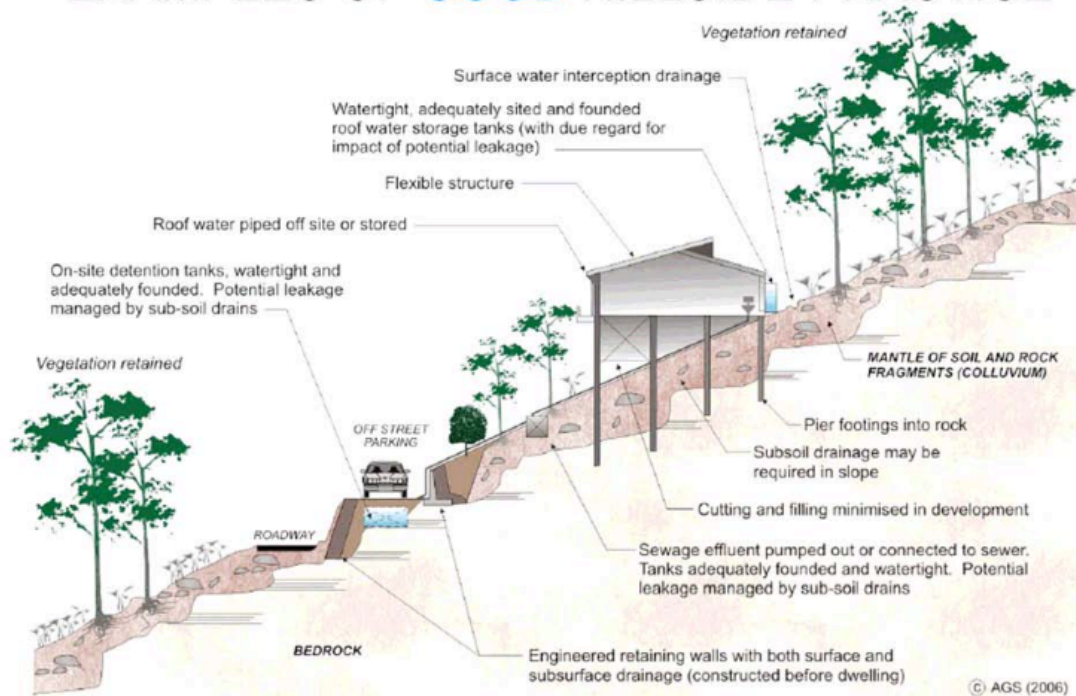 EXAMPLES OF GOOD HILLSIDE PRACTICE
Vegetation retained
Surface water interception drainage
Watertight, adequately sited and founded
roof water storage tanks (with due regard for
impact of potential leakage)
Flexible structure
Roof water piped off site or stored
On-site detention tanks, watertight and
adequately founded. Potential leakage
managed by sub-soil drains
Vegetation retained
MANTLE OF SOIL AND ROCK
FRAGMENTS (COLLUVIUM)
OFF STREET
PARKING
Pier footings into rock
Subsoil drainage may be
required in slope
Cutting and filling minimised in development
ROADWAY
Sewage effluent pumped out or connected to sewer.
Tanks adequately founded and watertight. Potential
leakage managed by sub-soil drains
BEDROCK
Engineered retaining walls with both surface and
subsurface drainage (constructed before dwelling)
© AGS (2006)